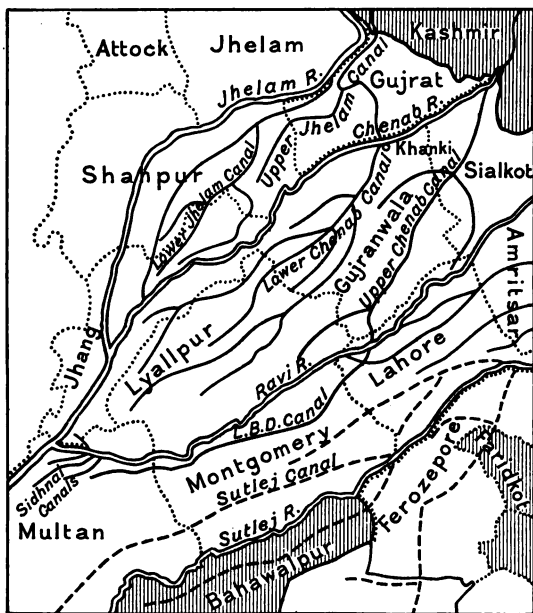 Kashmir
Jhelam
Attock
Jhelam R.
Upper Jhelam Canal
Gujrat
Chenab R.
Khanki
Sialkot
Shahpur
Lower Jhelam Canal
Lower Chenab Canal
Gujranwala
Upper Chenab Canal
Amritsar
Jhang
Lyallpur
Ravi R.
Lahore
L.B.D. Canal
Montgomery
Sutlej Canal
Ferozepore
Faridkot
Sidhnai
Canals
Multan
Sutlej R.
Bahawalpur